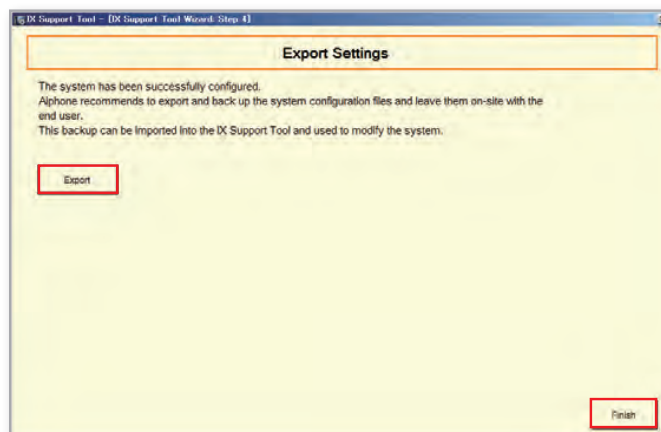 IX Support Tool - [IX Support Tool Wizard: Step 4]
Export Settings
The system has been successfully configured.
Aiphone recommends to export and back up the system configuration files and leave them on-site with the
end user.
This backup can be imported into the IX Support Tool and used to modify the system.
Export
Finish